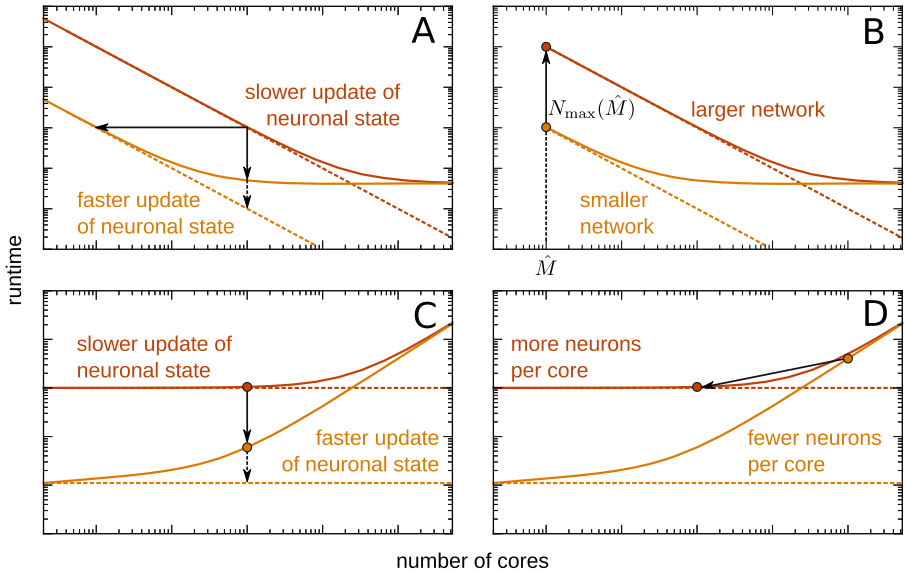 A
slower update of
neuronal state
faster update
of neuronal state
B
N_max(M̂)
larger network
smaller
network
M̂
runtime
C
slower update of
neuronal state
faster update
of neuronal state
D
more neurons
per core
fewer neurons
per core
number of cores